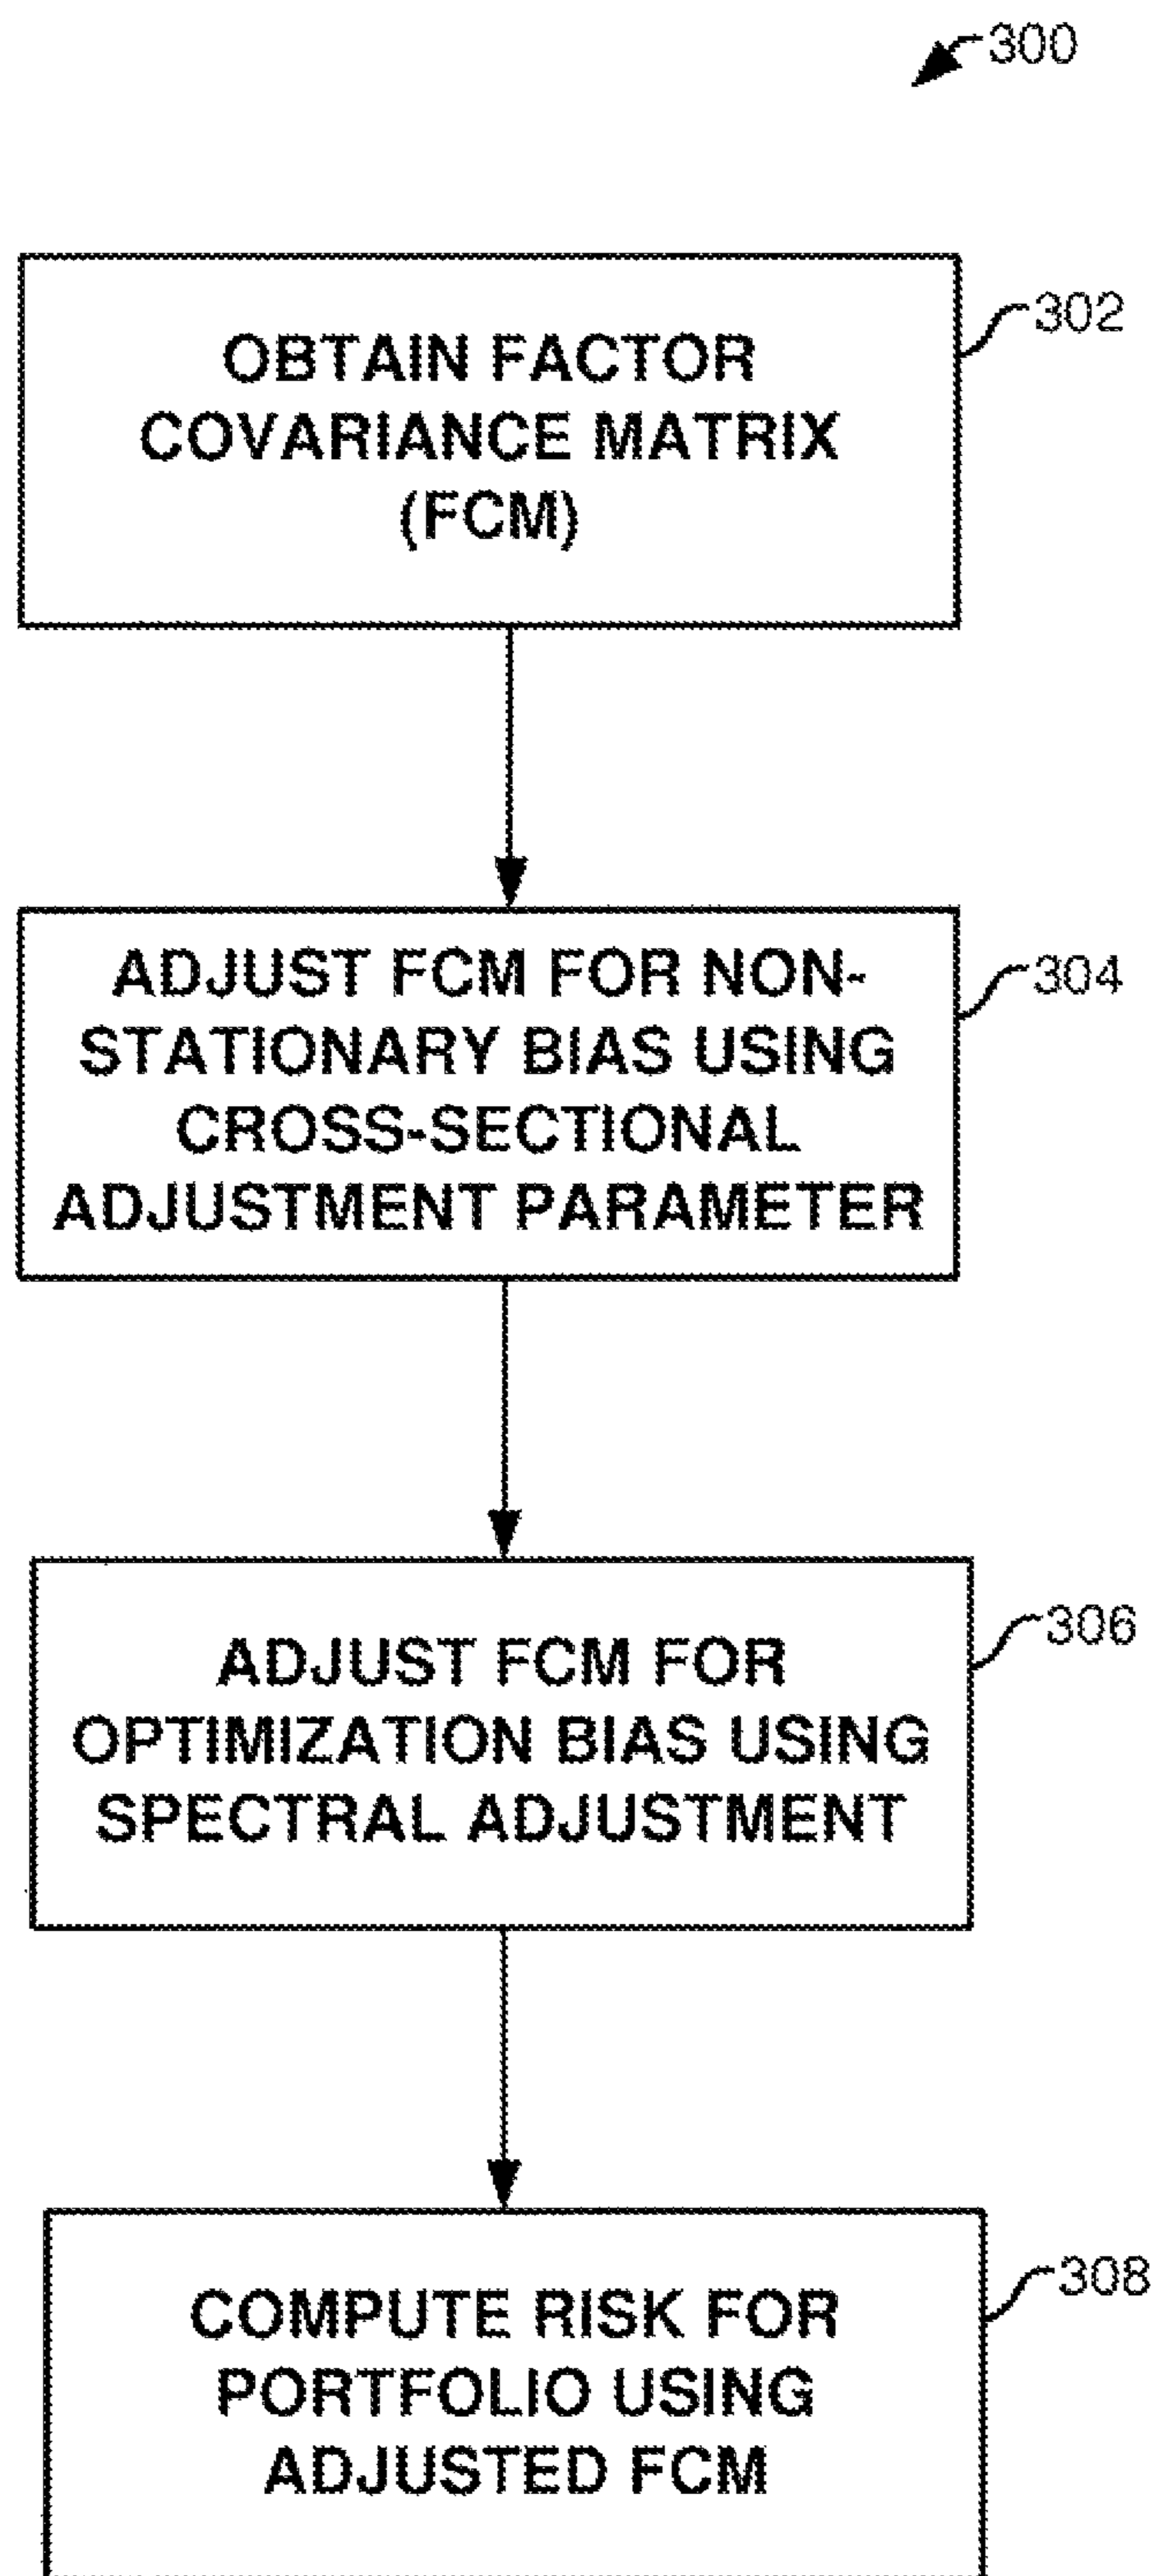 300
OBTAIN FACTOR
COVARIANCE MATRIX
(FCM)
302
ADJUST FCM FOR NON-
STATIONARY BIAS USING
CROSS-SECTIONAL
ADJUSTMENT PARAMETER
304
ADJUST FCM FOR
OPTIMIZATION BIAS USING
SPECTRAL ADJUSTMENT
306
COMPUTE RISK FOR
PORTFOLIO USING
ADJUSTED FCM
308